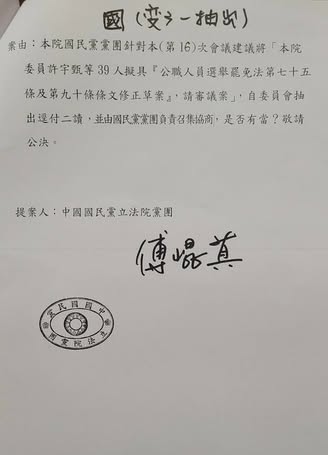 國(變之一抽出)
案由：本院國民黨黨團針對本(第16)次會議建議將「本院
委員許宇甄等39人擬具『公職人員選舉罷免法第七十五
條及第九十條條文修正草案』，請審議案」，自委員會抽
出逕付二讀，並由國民黨黨團負責召集協商，是否有當？敬請
公決。
提案人：中國國民黨立法院黨團
傅崐萁
中國國民黨
立法院黨團